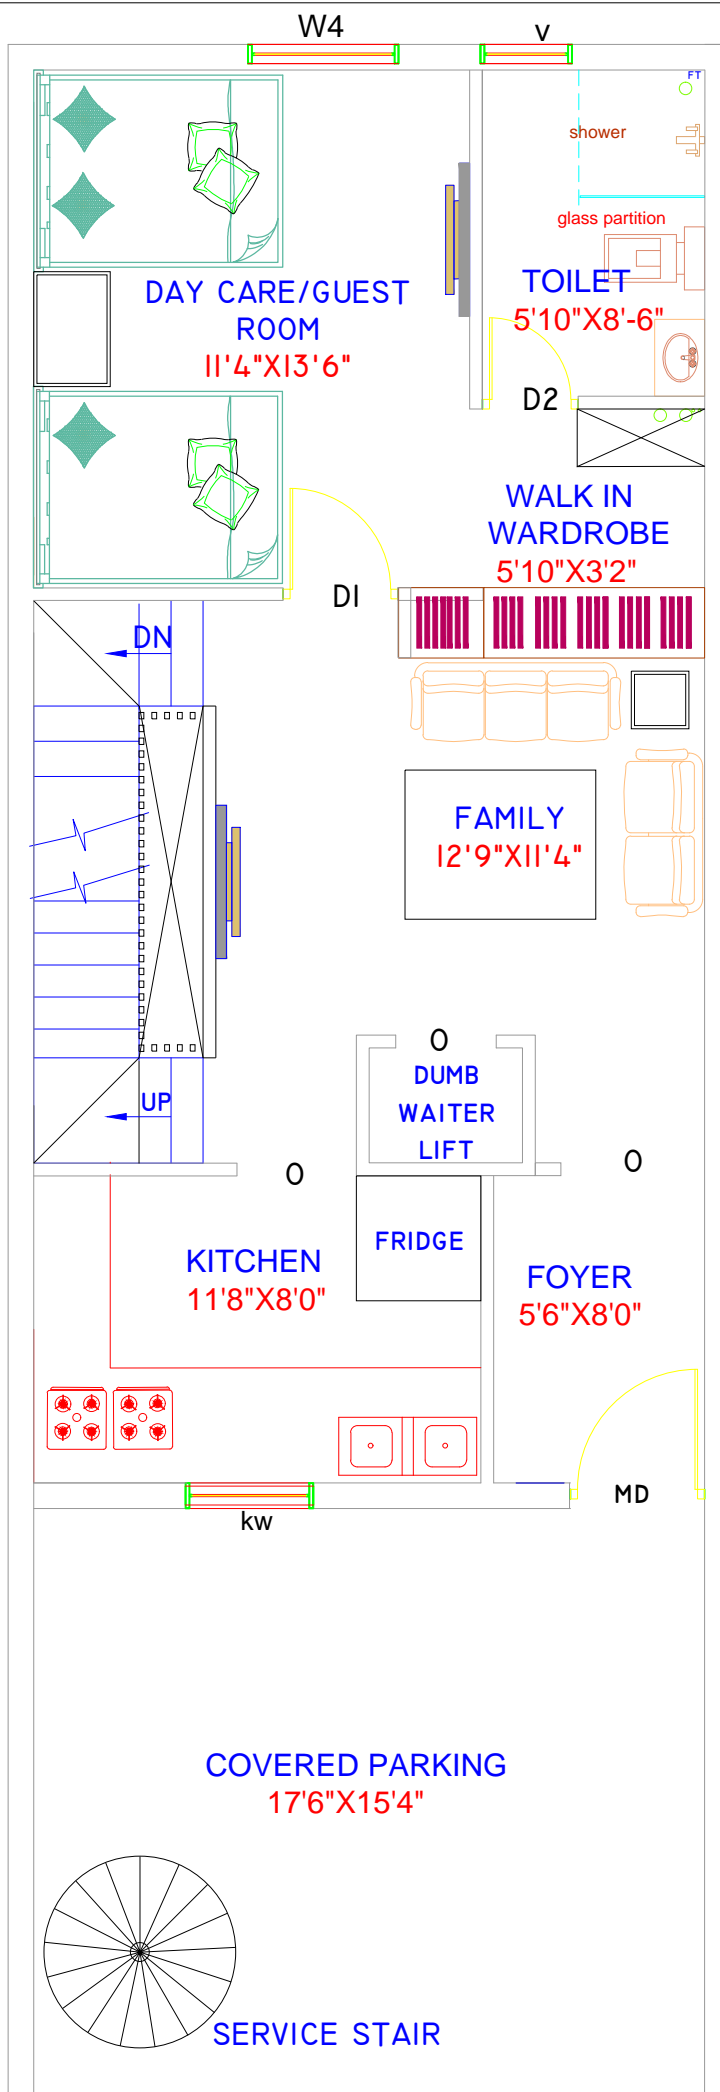 W4
v
FT
shower
glass partition
TOILET
5'10"X8'-6"
DAY CARE/GUEST
ROOM
11'4"X13'6"
D2
WALK IN
WARDROBE
5'10"X3'2"
D1
DN
FAMILY
12'9"X11'4"
O
DUMB
WAITER
LIFT
UP
O
O
FRIDGE
KITCHEN
11'8"X8'0"
FOYER
5'6"X8'0"
MD
kw
COVERED PARKING
17'6"X15'4"
SERVICE STAIR